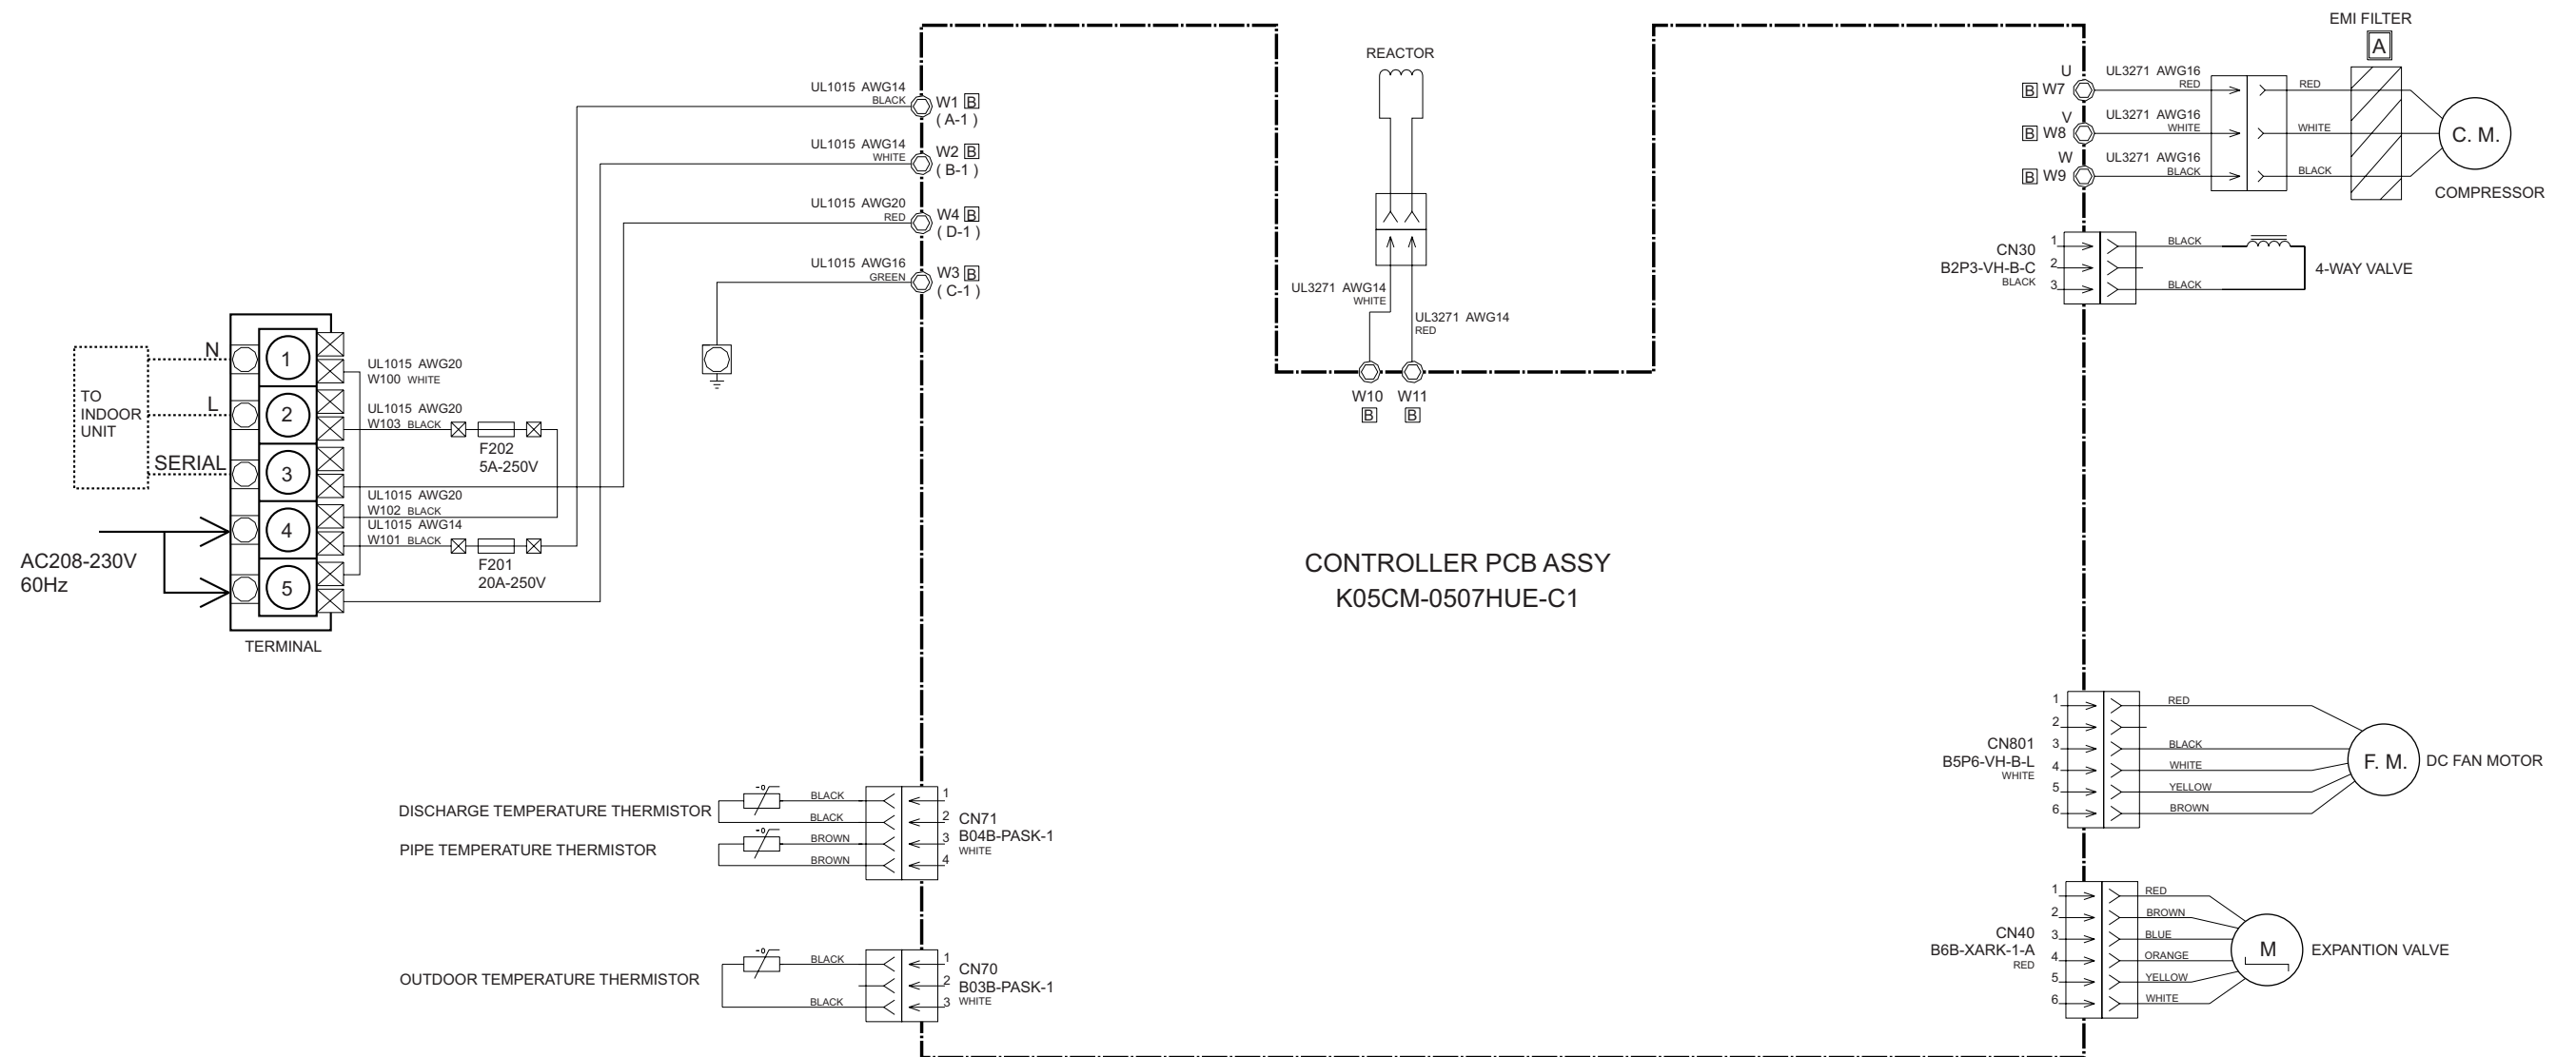 EMI FILTER
A
REACTOR
UL1015 AWG14
BLACK
W1 B
( A-1 )
UL1015 AWG14
WHITE
W2 B
( B-1 )
UL1015 AWG20
RED
W4 B
( D-1 )
UL1015 AWG16
GREEN
W3 B
( C-1 )
UL3271 AWG14
WHITE
UL3271 AWG14
RED
W10
B
W11
B
U
B W7
UL3271 AWG16
RED
RED
V
B W8
UL3271 AWG16
WHITE
WHITE
W
B W9
UL3271 AWG16
BLACK
BLACK
C. M.
COMPRESSOR
CN30
B2P3-VH-B-C
BLACK
1
2
3
BLACK
BLACK
4-WAY VALVE
TO
INDOOR
UNIT
N
L
SERIAL
AC208-230V
60Hz
1
2
3
4
5
TERMINAL
UL1015 AWG20
W100 WHITE
UL1015 AWG20
W103 BLACK
F202
5A-250V
UL1015 AWG20
W102 BLACK
UL1015 AWG14
W101 BLACK
F201
20A-250V
CONTROLLER PCB ASSY
K05CM-0507HUE-C1
CN801
B5P6-VH-B-L
WHITE
1
2
3
4
5
6
RED
BLACK
WHITE
YELLOW
BROWN
F. M.
DC FAN MOTOR
DISCHARGE TEMPERATURE THERMISTOR
PIPE TEMPERATURE THERMISTOR
-θ
-θ
BLACK
BLACK
BROWN
BROWN
1
2
3
4
CN71
B04B-PASK-1
WHITE
OUTDOOR TEMPERATURE THERMISTOR
-θ
BLACK
BLACK
1
2
3
CN70
B03B-PASK-1
WHITE
CN40
B6B-XARK-1-A
RED
1
2
3
4
5
6
RED
BROWN
BLUE
ORANGE
YELLOW
WHITE
M
EXPANTION VALVE